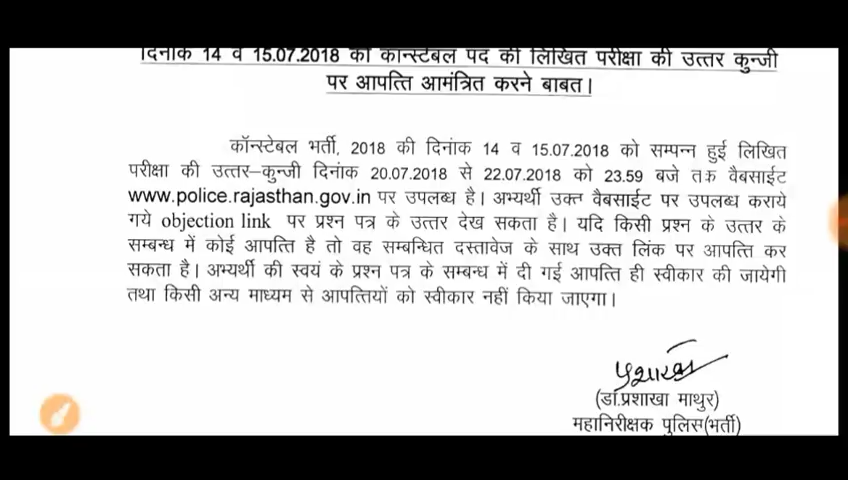 दिनांक 14 व 15.07.2018 को कॉन्स्टेबल पद की लिखित परीक्षा की उत्तर कुन्जी
पर आपत्ति आमंत्रित करने बाबत।
कॉन्स्टेबल भर्ती, 2018 की दिनांक 14 व 15.07.2018 को सम्पन्न हुई लिखित
परीक्षा की उत्तर–कुन्जी दिनांक 20.07.2018 से 22.07.2018 को 23.59 बजे तक वैबसाईट
www.police.rajasthan.gov.in पर उपलब्ध है। अभ्यर्थी उक्त वैबसाईट पर उपलब्ध कराये
गये objection link पर प्रश्न पत्र के उत्तर देख सकता है। यदि किसी प्रश्न के उत्तर के
सम्बन्ध में कोई आपत्ति है तो वह सम्बन्धित दस्तावेज के साथ उक्त लिंक पर आपत्ति कर
सकता है। अभ्यर्थी की स्वयं के प्रश्न पत्र के सम्बन्ध में दी गई आपत्ति ही स्वीकार की जायेगी
तथा किसी अन्य माध्यम से आपत्तियों को स्वीकार नहीं किया जाएगा।
प्रशाखा
(डॉ.प्रशाखा माथुर)
महानिरीक्षक पुलिस(भर्ती)